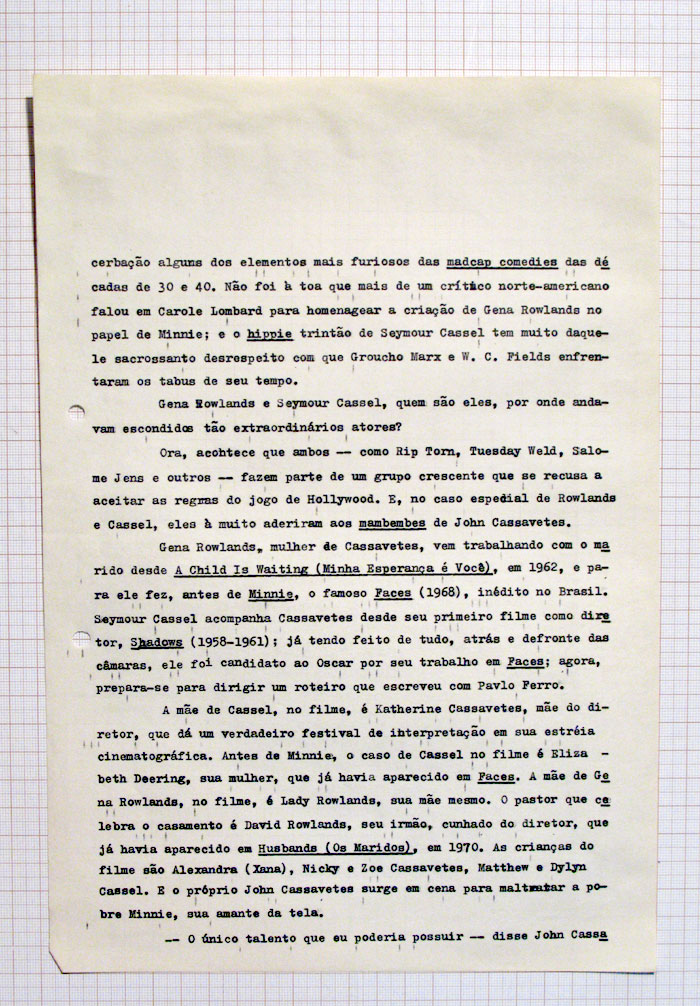 cerbação alguns dos elementos mais furiosos das madcap comedies das dé
cadas de 30 e 40. Não foi à toa que mais de um crítico norte-americano
falou em Carole Lombard para homenagear a criação de Gena Rowlands no
papel de Minnie; e o hippie trintão de Seymour Cassel tem muito daque-
le sacrossanto desrespeito com que Groucho Marx e W. C. Fields enfren-
taram os tabus de seu tempo.
Gena Rowlands e Seymour Cassel, quem são eles, por onde anda-
vam escondidos tão extraordinários atores?
Ora, acohtece que ambos -- como Rip Torn, Tuesday Weld, Salo-
me Jens e outros -- fazem parte de um grupo crescente que se recusa a
aceitar as regras do jogo de Hollywood. E, no caso especial de Rowlands
e Cassel, eles à muito aderiram aos mambembes de John Cassavetes.
Gena Rowlands, mulher de Cassavetes, vem trabalhando com o ma
rido desde A Child Is Waiting (Minha Esperança é Você), em 1962, e pa-
ra ele fez, antes de Minnie, o famoso Faces (1968), inédito no Brasil.
Seymour Cassel acompanha Cassavetes desde seu primeiro filme como dire
tor, Shadows (1958-1961); já tendo feito de tudo, atrás e defronte das
câmaras, ele foi candidato ao Oscar por seu trabalho em Faces; agora,
prepara-se para dirigir um roteiro que escreveu com Pavlo Ferro.
A mãe de Cassel, no filme, é Katherine Cassavetes, mãe do di-
retor, que dá um verdadeiro festival de ihterpretação em sua estréia
cinematográfica. Antes de Minnie, o caso de Cassel no filme é Eliza -
beth Deering, sua mulher, que já havia aparecido em Faces. A mãe de Ge
na Rowlands, no filme, é Lady Rowlands, sua mãe mesmo. O pastor que ce
lebra o casamento é David Rowlands, seu irmão, cunhado do diretor, que
já havia aparecido em Husbands (Os Maridos), em 1970. As crianças do
filme são Alexandra (Xana), Nicky e Zoe Cassavetes, Matthew e Dylyn
Cassel. E o próprio John Cassavetes surge em cena para maltratar a po-
bre Minnie, sua amante da tela.
-- O único talento que eu poderia possuir -- disse John Cassa